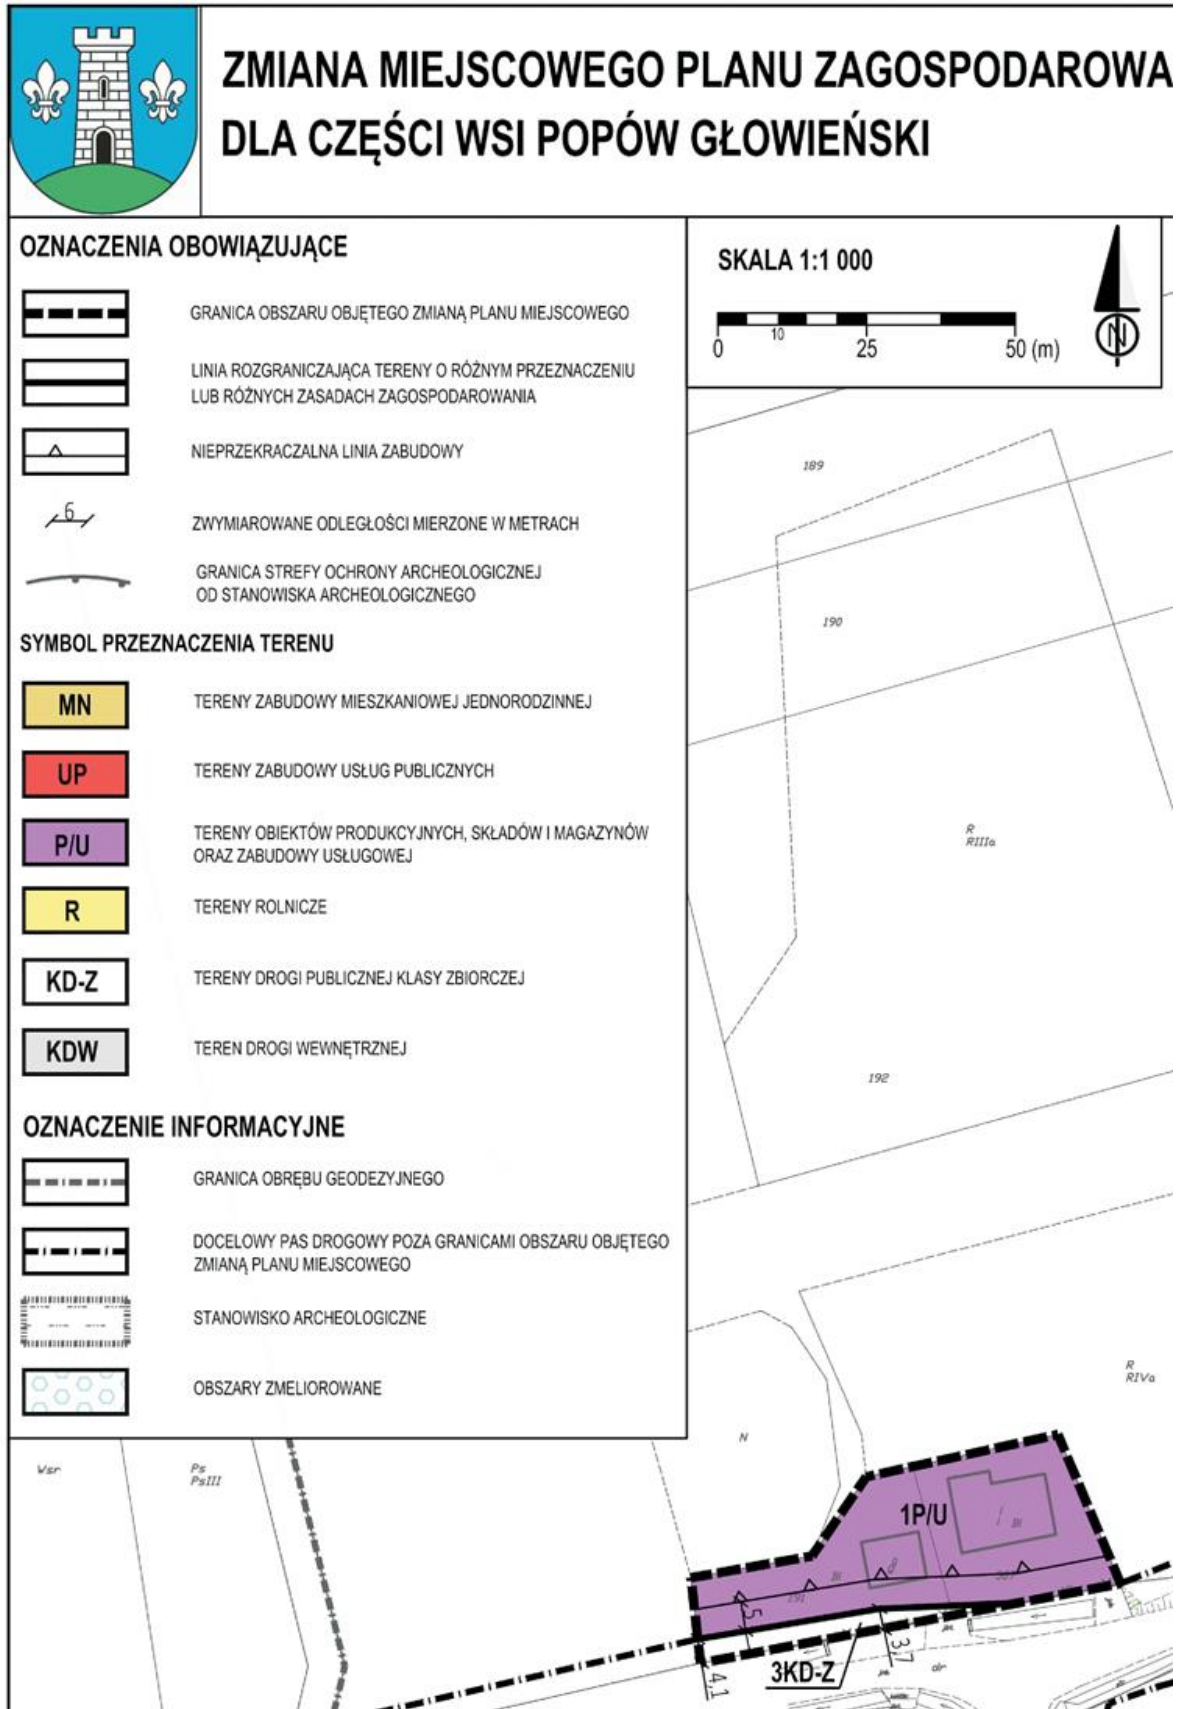 ZMIANA MIEJSCOWEGO PLANU ZAGOSPODAROWA
DLA CZĘŚCI WSI POPÓW GŁOWIEŃSKI
OZNACZENIA OBOWIĄZUJĄCE
GRANICA OBSZARU OBJĘTEGO ZMIANĄ PLANU MIEJSCOWEGO
LINIA ROZGRANICZAJĄCA TERENY O RÓŻNYM PRZEZNACZENIU
LUB RÓŻNYCH ZASADACH ZAGOSPODAROWANIA
NIEPRZEKRACZALNA LINIA ZABUDOWY
6
ZWYMIAROWANE ODLEGŁOŚCI MIERZONE W METRACH
GRANICA STREFY OCHRONY ARCHEOLOGICZNEJ
OD STANOWISKA ARCHEOLOGICZNEGO
SYMBOL PRZEZNACZENIA TERENU
MN
TERENY ZABUDOWY MIESZKANIOWEJ JEDNORODZINNEJ
UP
TERENY ZABUDOWY USŁUG PUBLICZNYCH
P/U
TERENY OBIEKTÓW PRODUKCYJNYCH, SKŁADÓW I MAGAZYNÓW
ORAZ ZABUDOWY USŁUGOWEJ
R
TERENY ROLNICZE
KD-Z
TERENY DROGI PUBLICZNEJ KLASY ZBIORCZEJ
KDW
TEREN DROGI WEWNĘTRZNEJ
OZNACZENIE INFORMACYJNE
GRANICA OBRĘBU GEODEZYJNEGO
DOCELOWY PAS DROGOWY POZA GRANICAMI OBSZARU OBJĘTEGO
ZMIANĄ PLANU MIEJSCOWEGO
STANOWISKO ARCHEOLOGICZNE
OBSZARY ZMELIOROWANE
SKALA 1:1 000
0
10
25
50 (m)
N
189
190
R
RIIIa
192
R
RIVa
N
Wsr
Ps
PsIII
1P/U
291
5
3,7
3KD-Z
4,1
dr